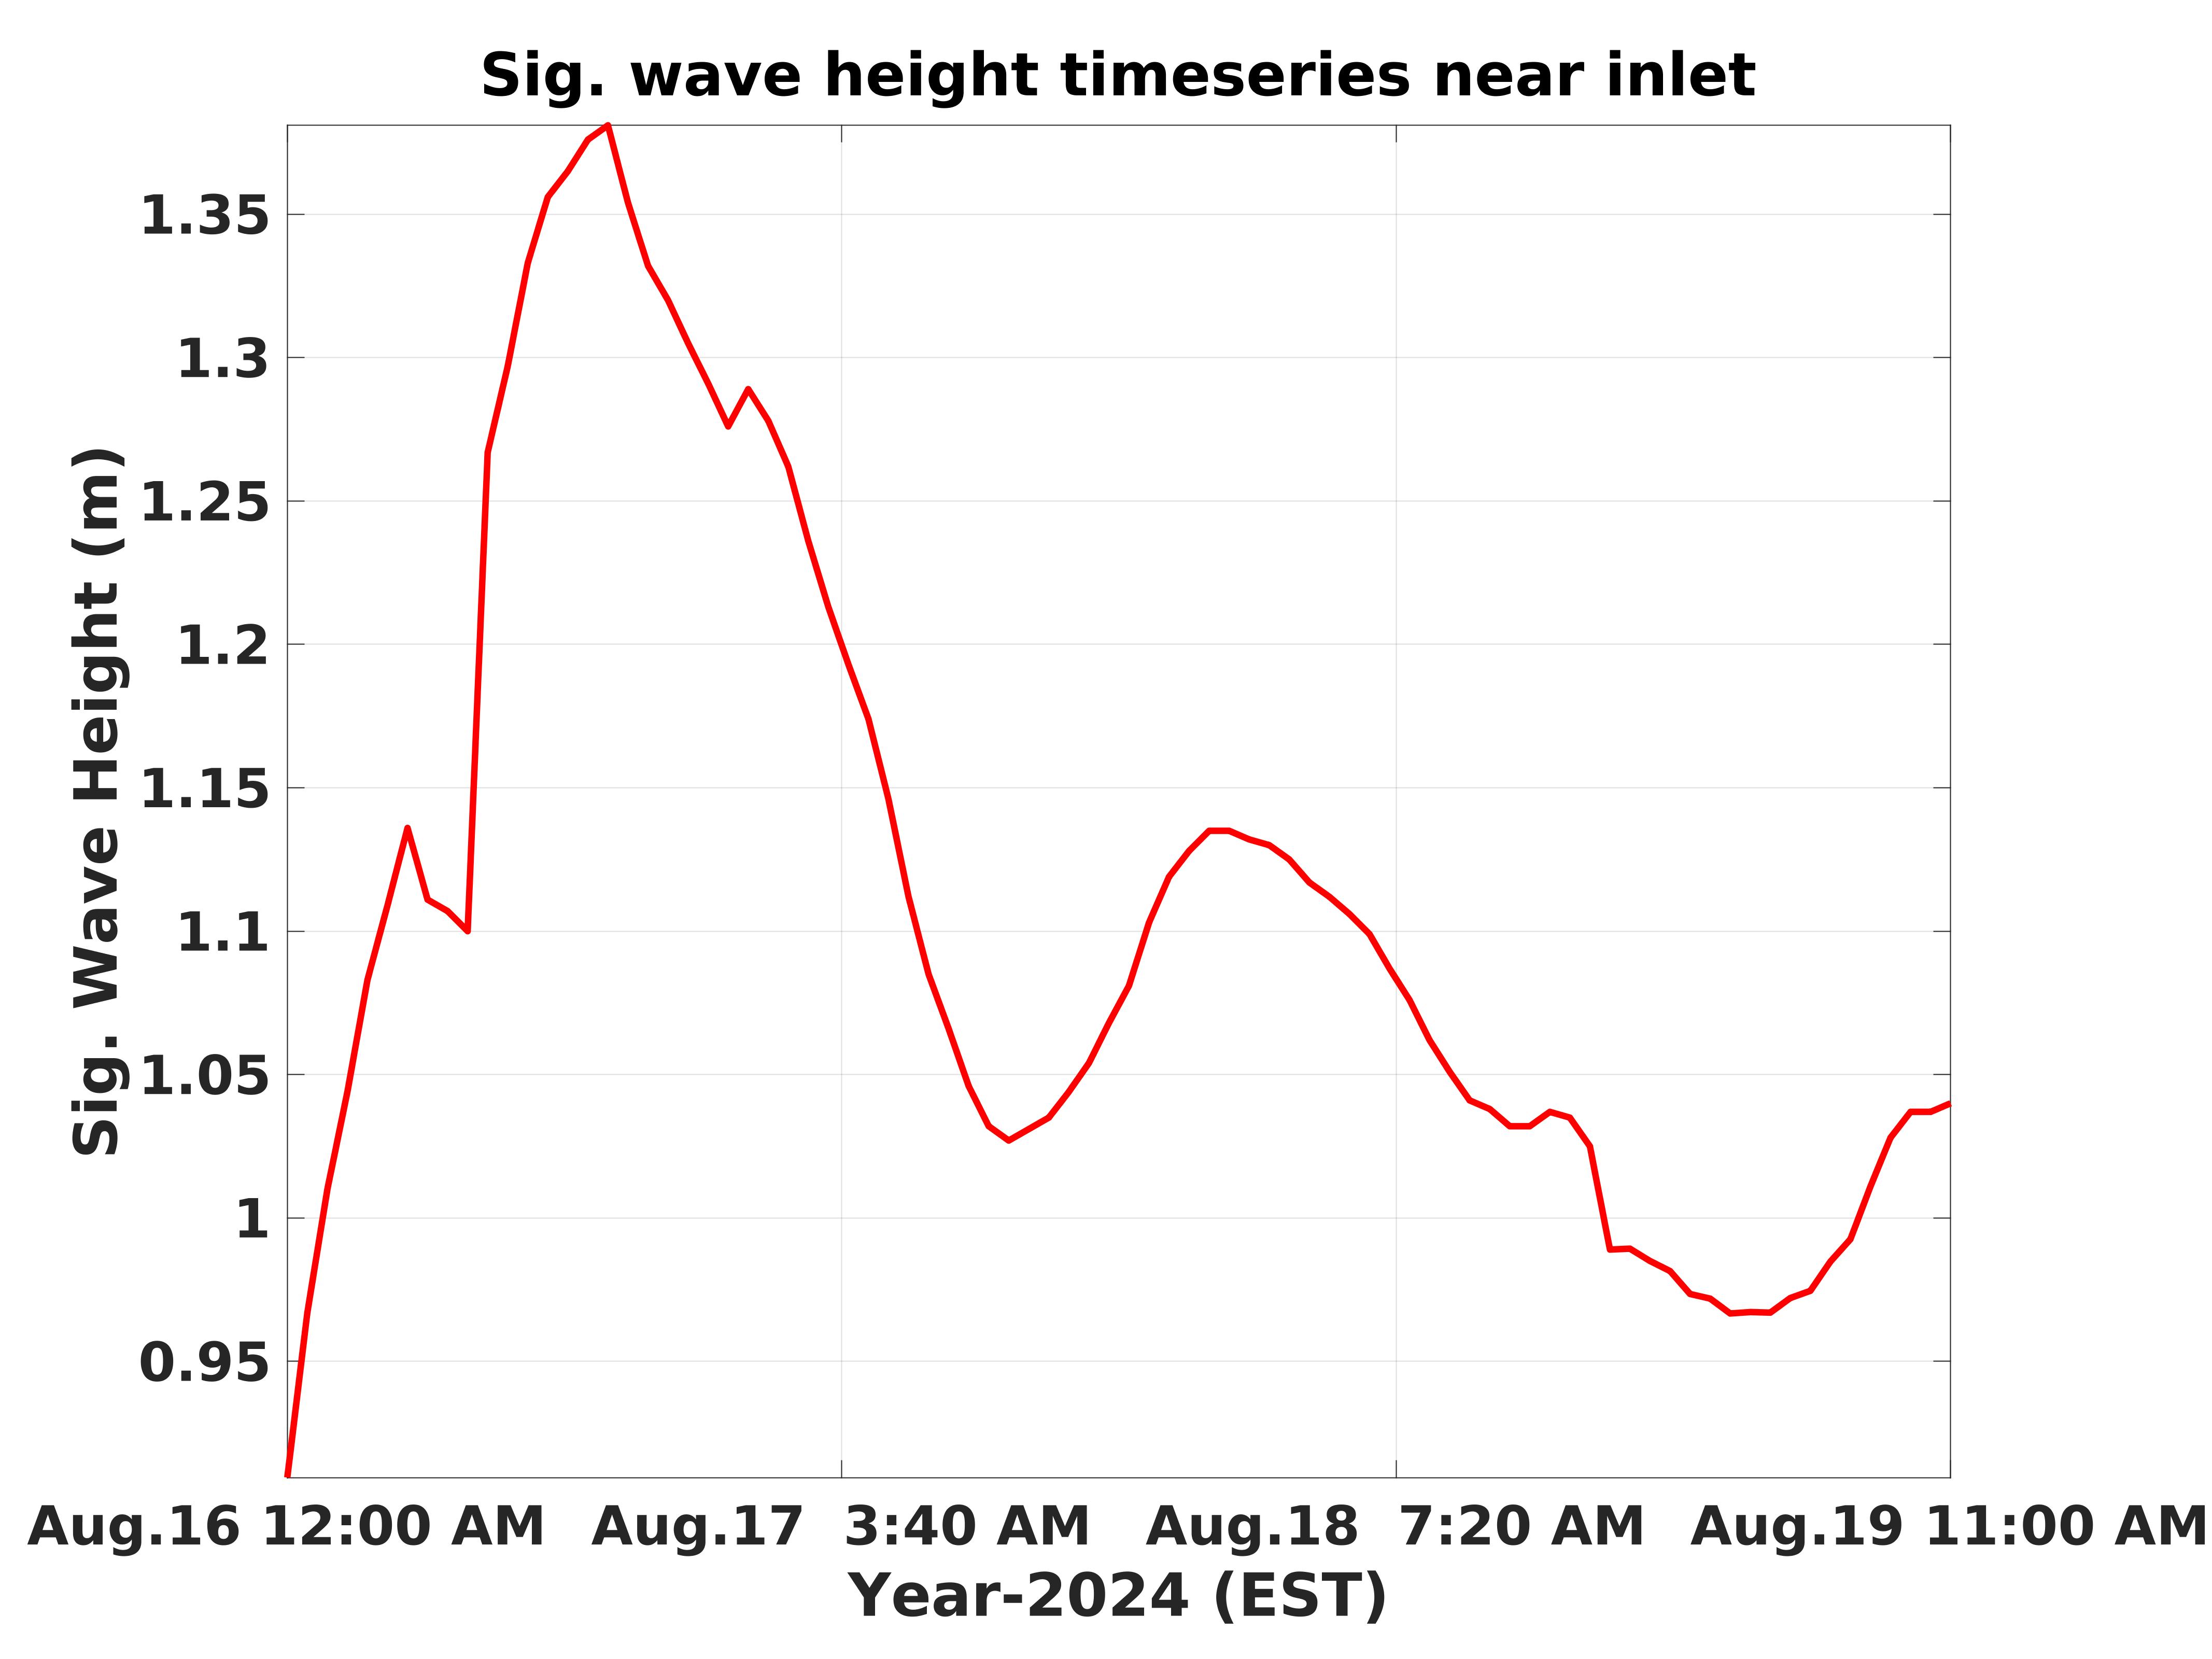 Sig. wave height timeseries near inlet
Sig. Wave Height (m)
1.35
1.3
1.25
1.2
1.15
1.1
1.05
1
0.95
Aug.16 12:00 AM Aug.17 3:40 AM Aug.18 7:20 AM Aug.19 11:00 AM
Year-2024 (EST)